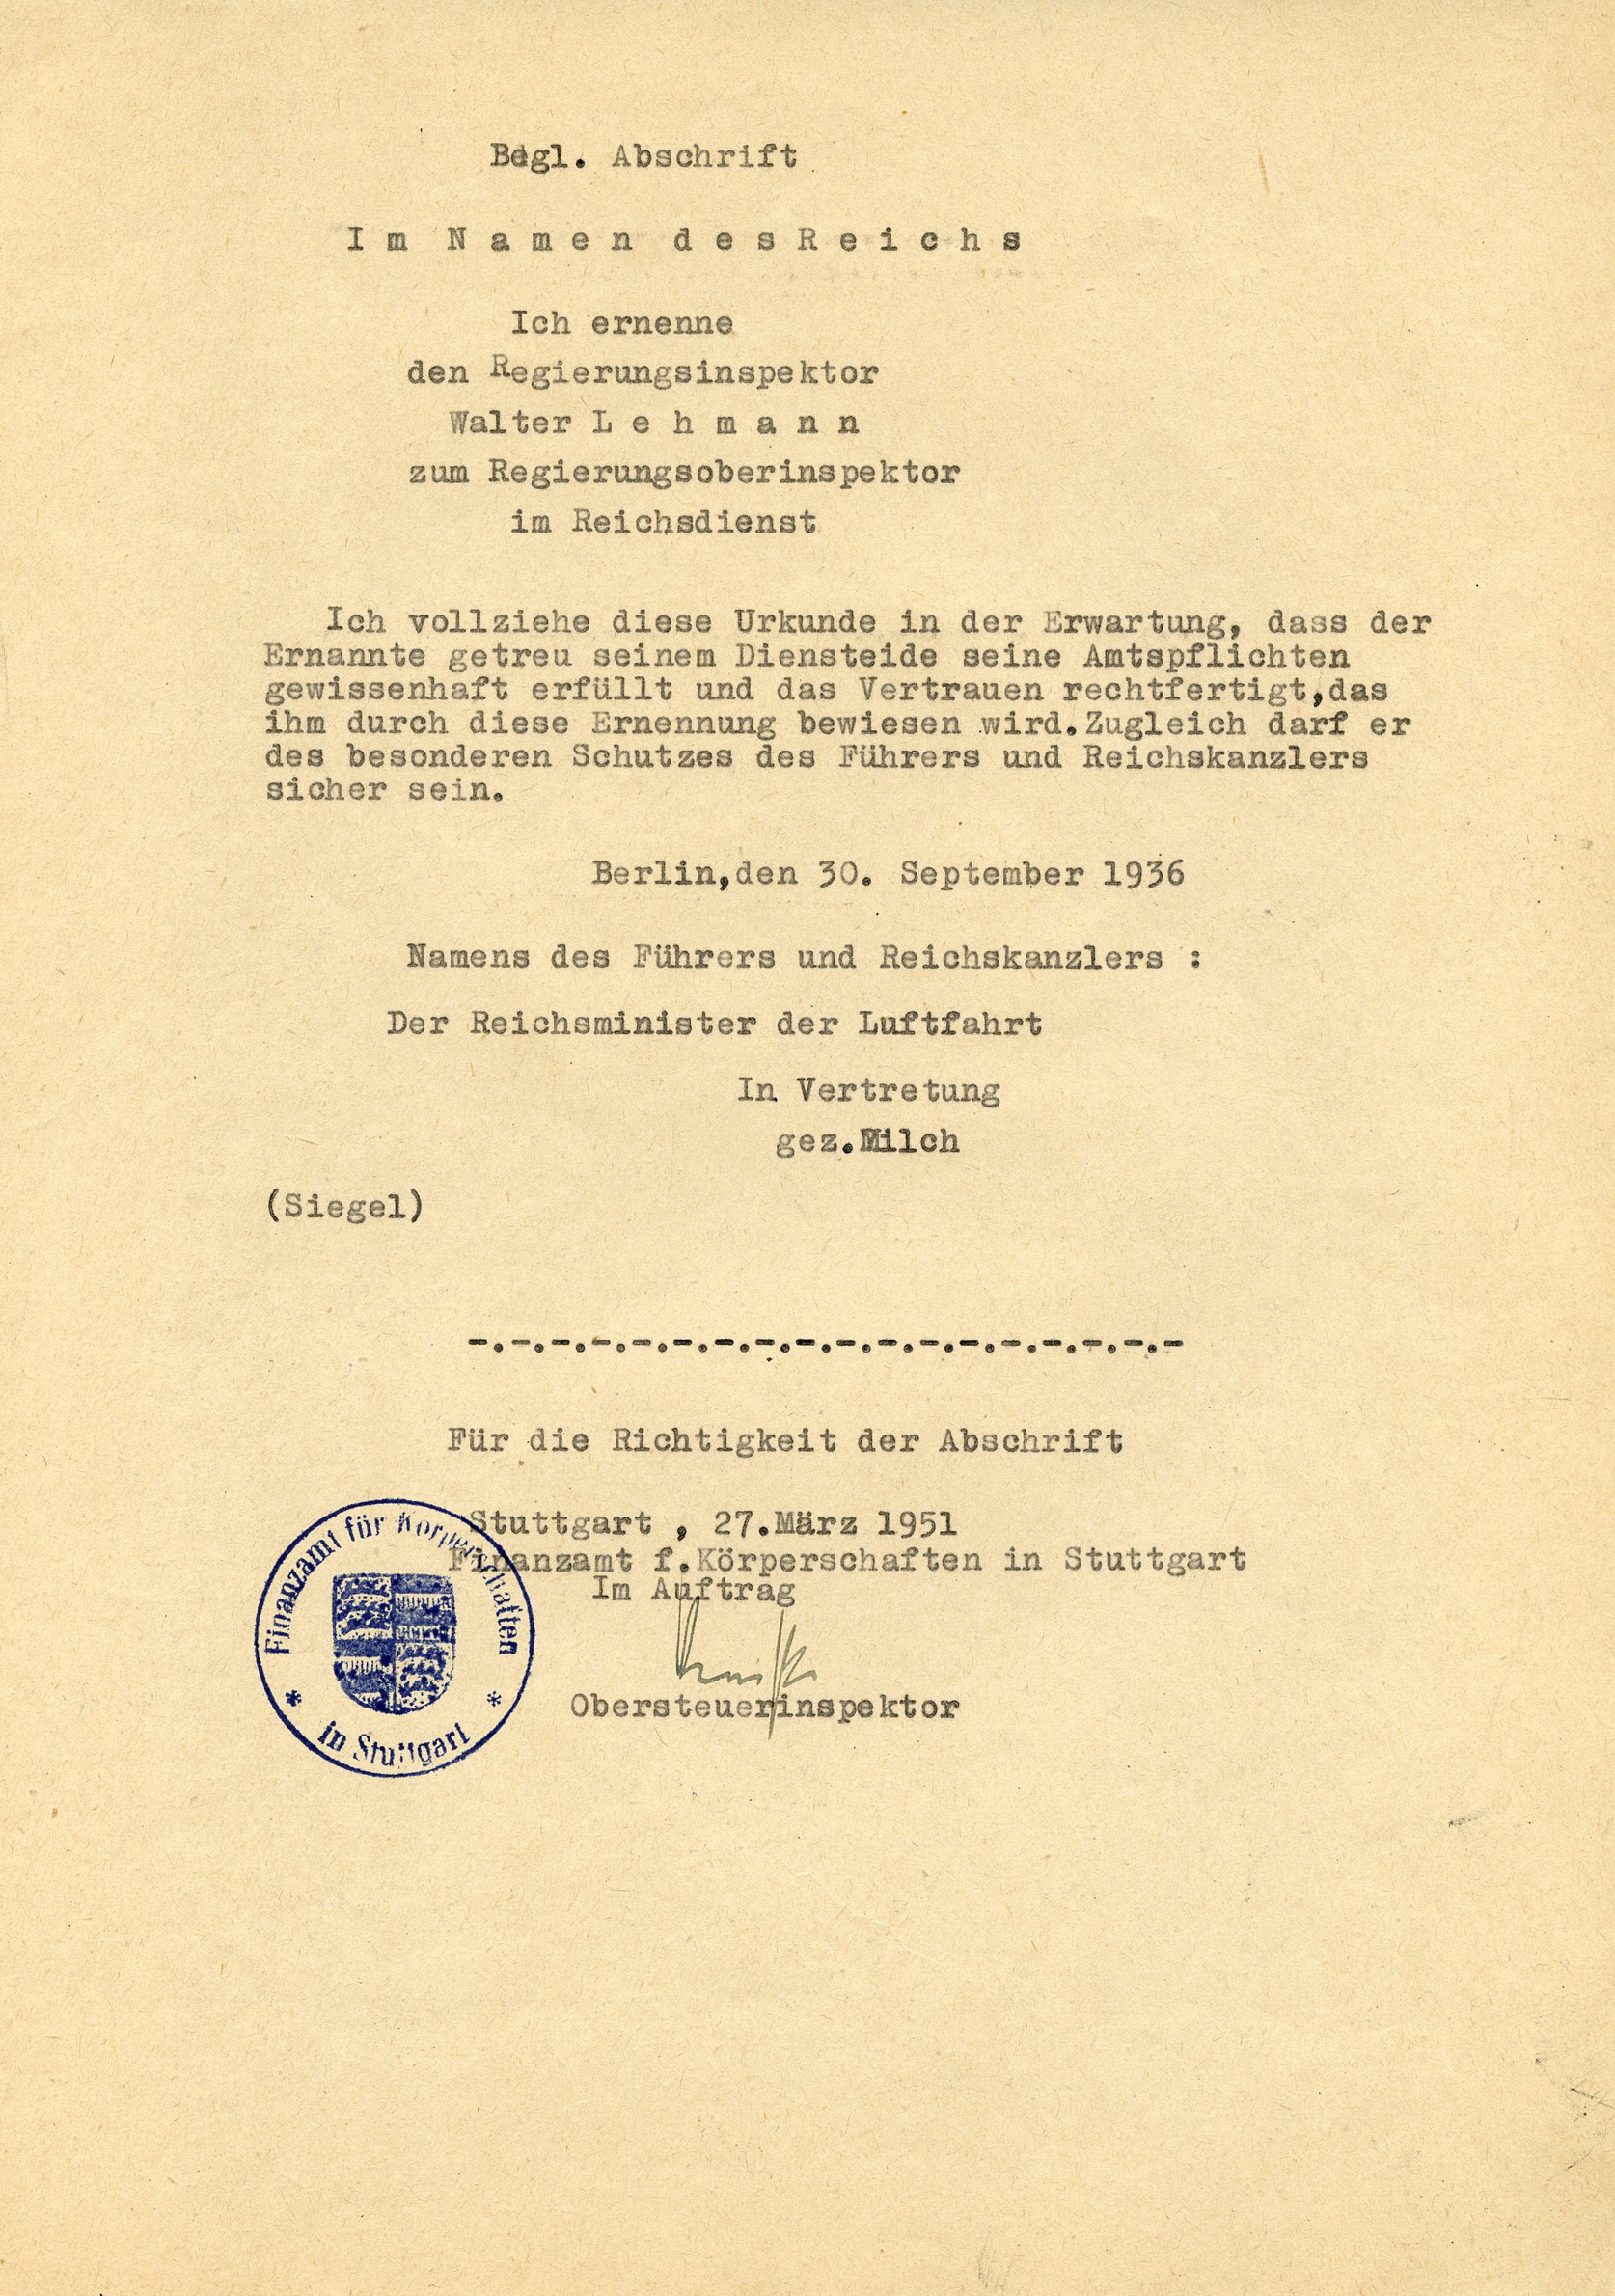 Begl. Abschrift
Im Namen des Reichs
Ich ernenne
den Regierungsinspektor
Walter Lehmann
zum Regierungsoberinspektor
im Reichsdienst
Ich vollziehe diese Urkunde in der Erwartung, dass der
Ernannte getreu seinem Diensteide seine Amtspflichten
gewissenhaft erfüllt und das Vertrauen rechtfertigt,das
ihm durch diese Ernennung bewiesen wird.Zugleich darf er
des besonderen Schutzes des Führers und Reichskanzlers
sicher sein.
Berlin,den 30. September 1936
Namens des Führers und Reichskanzlers :
Der Reichsminister der Luftfahrt
In Vertretung
gez.Milch
(Siegel)
-.-.-.-.-.-.-.-.-.-.-.-.-.-.-.-.-.-
Für die Richtigkeit der Abschrift
Stuttgart , 27.März 1951
Finanzamt f.Körperschaften in Stuttgart
Im Auftrag
Obersteuerinspektor
Finanzamt für Körperschaften
* in Stuttgart *